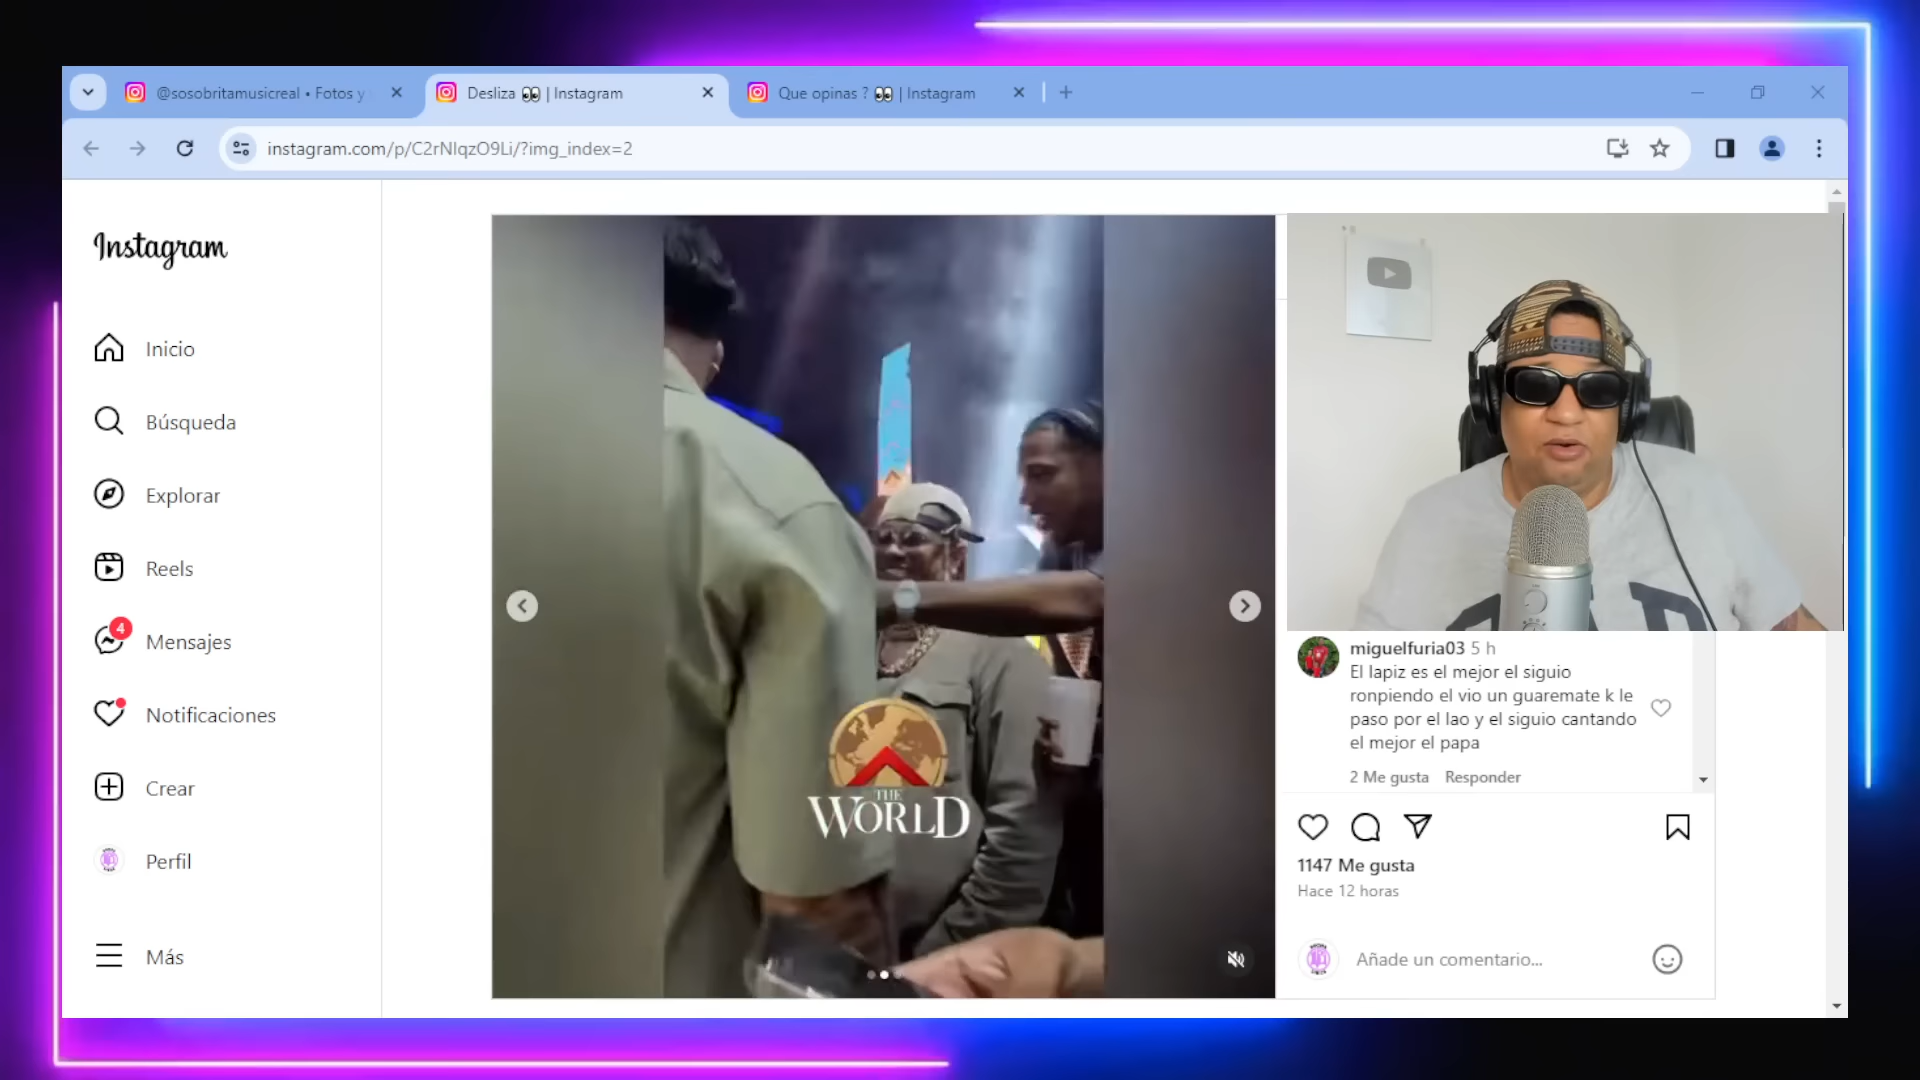 @sosobritamusicreal • Fotos y
Desliza 👀 | Instagram
Que opinas ? 👀 | Instagram
instagram.com/p/C2rNlqzO9Li/?img_index=2
Instagram
Inicio
Búsqueda
Explorar
Reels
4
Mensajes
Notificaciones
Crear
Perfil
Más
THE
WORLD
miguelfuria03 5 h
El lapiz es el mejor el siguio
ronpiendo el vio un guaremate k le
paso por el lao y el siguio cantando
el mejor el papa
2 Me gusta Responder
1147 Me gusta
Hace 12 horas
Añade un comentario...